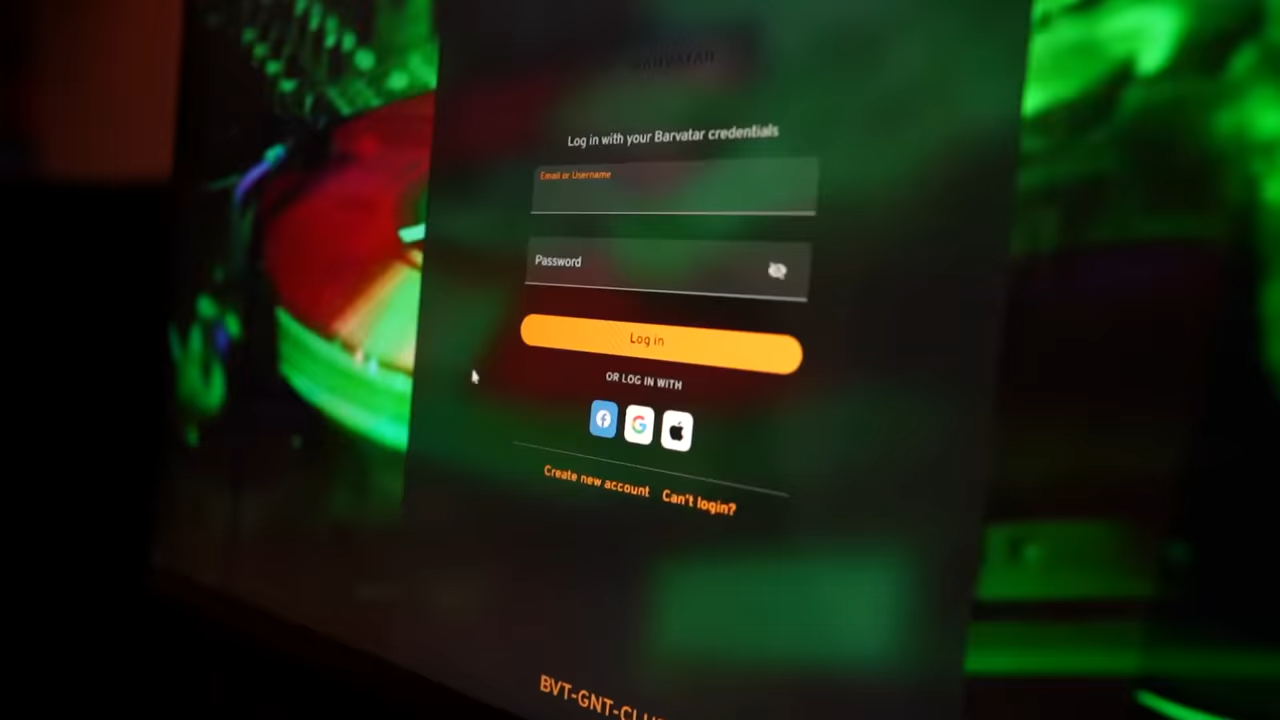 BARVATAR
Log in with your Barvatar credentials
Email or Username
Password
Log in
OR LOG IN WITH
Create new account Can't login?